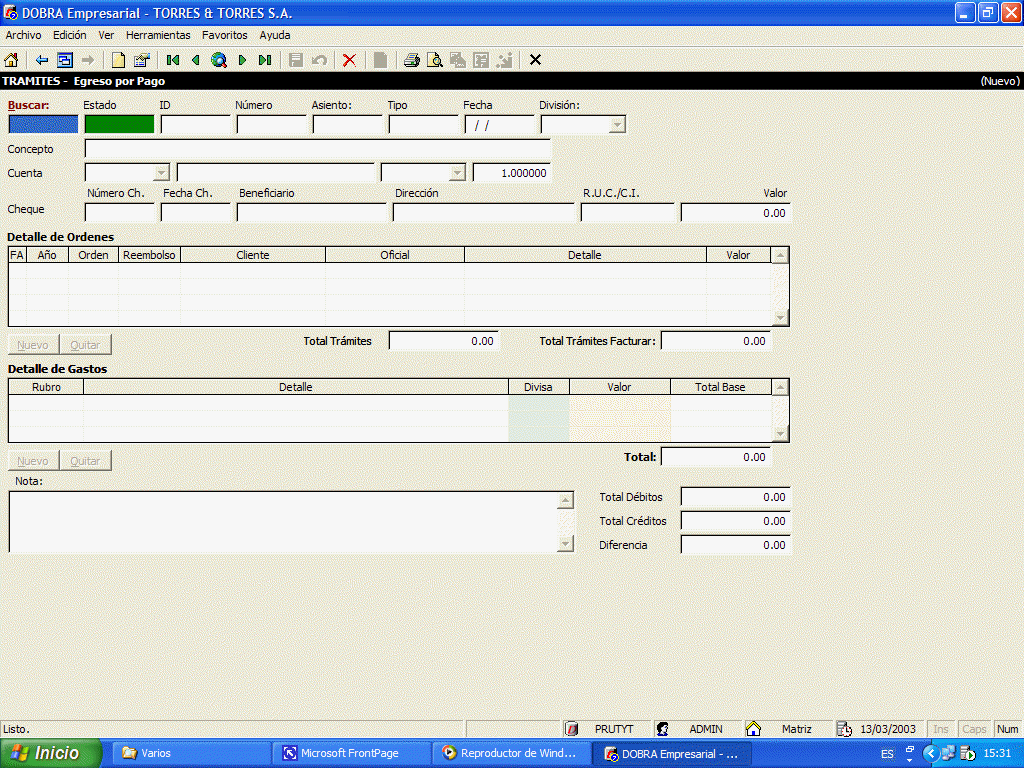 DOBRA Empresarial - TORRES & TORRES S.A.
Archivo Edición Ver Herramientas Favoritos Ayuda
TRAMITES - Egreso por Pago (Nuevo)
Buscar: Estado ID Número Asiento: Tipo Fecha División:
/ /
Concepto
Cuenta 1.000000
Número Ch. Fecha Ch. Beneficiario Dirección R.U.C./C.I. Valor
Cheque 0.00
Detalle de Ordenes
FA Año Orden Reembolso Cliente Oficial Detalle Valor
Nuevo Quitar Total Trámites 0.00 Total Trámites Facturar: 0.00
Detalle de Gastos
Rubro Detalle Divisa Valor Total Base
Nuevo Quitar Total: 0.00
Nota:
Total Débitos 0.00
Total Créditos 0.00
Diferencia 0.00
Listo. PRUTYT ADMIN Matriz 13/03/2003 Ins Caps Num
Inicio Varios Microsoft FrontPage Reproductor de Wind... DOBRA Empresarial - ... ES 15:31